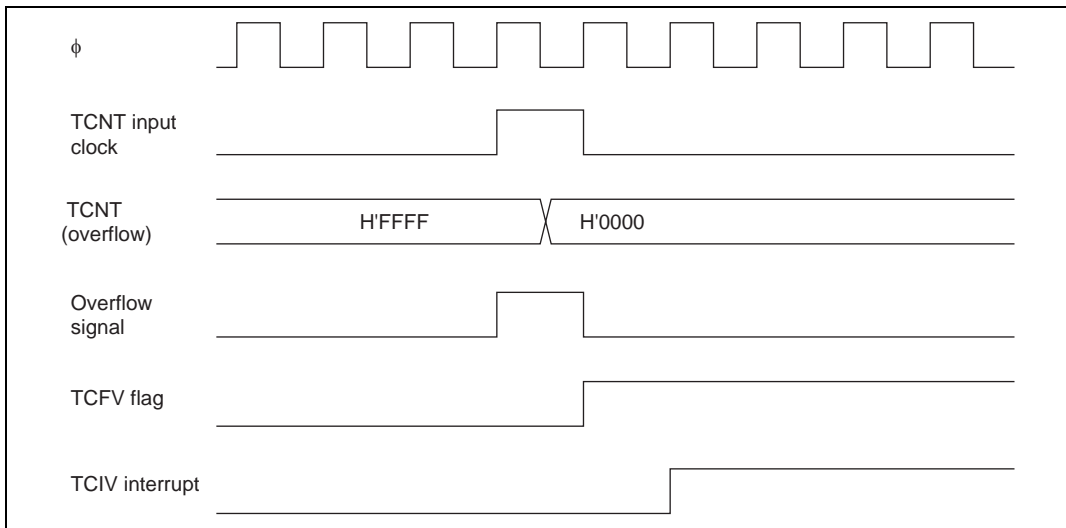 ϕ
TCNT input
clock
TCNT
(overflow)
H'FFFF
H'0000
Overflow
signal
TCFV flag
TCIV interrupt